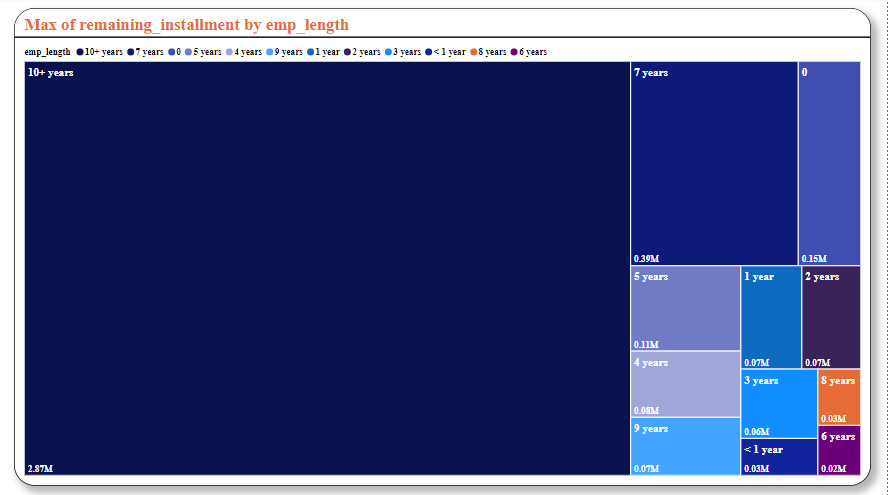 Max of remaining_installment by emp_length
emp_length 10+ years 7 years 0 5 years 4 years 9 years 1 year 2 years 3 years < 1 year 8 years 6 years
10+ years
2.87M
7 years
0.39M
0
0.15M
5 years
0.11M
4 years
0.08M
9 years
0.07M
1 year
0.07M
2 years
0.07M
3 years
0.06M
< 1 year
0.03M
8 years
0.03M
6 years
0.02M